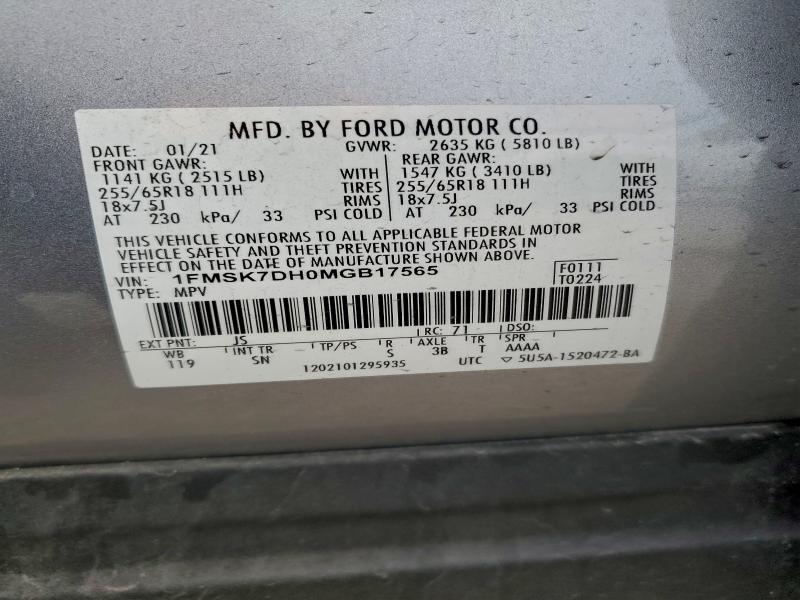 MFD. BY FORD MOTOR CO.
DATE: 01/21 GVWR: 2635 KG ( 5810 LB)
FRONT GAWR: REAR GAWR:
1141 KG ( 2515 LB) WITH 1547 KG ( 3410 LB) WITH
255/65R18 111H TIRES 255/65R18 111H TIRES
18x7.5J RIMS 18x7.5J RIMS
AT 230 kPa/ 33 PSI COLD AT 230 kPa/ 33 PSI COLD
THIS VEHICLE CONFORMS TO ALL APPLICABLE FEDERAL MOTOR
VEHICLE SAFETY AND THEFT PREVENTION STANDARDS IN
EFFECT ON THE DATE OF MANUFACTURE SHOWN ABOVE.
VIN: 1FMSK7DH0MGB17565 F0111
TYPE: MPV T0224
EXT PNT: JS RC: 71 DSO:
WB INT TR TP/PS R AXLE TR SPR
119 SN S 3B T AAAA
1202101295935 UTC ▽ 5U5A-1520472-BA